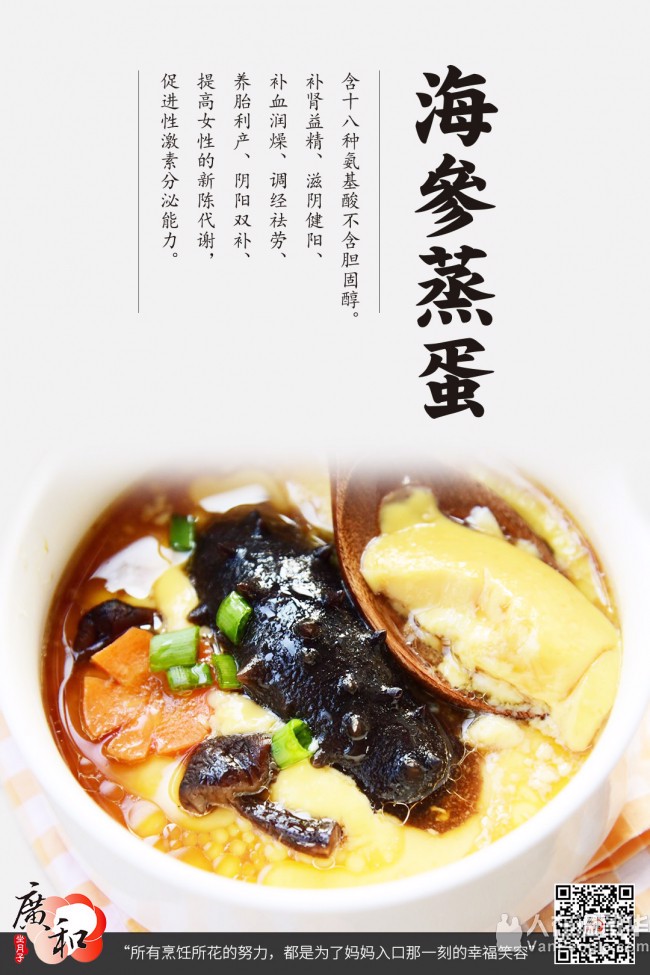 海參蒸蛋
含十八种氨基酸不含胆固醇。
补肾益精、滋阴健阳、
补血润燥、调经祛劳、
养胎利产、阴阳双补、
提高女性的新陈代谢，
促进性激素分泌能力。
廣和
坐月子
“所有烹饪所花的努力，都是为了妈妈入口那一刻的幸福笑容”